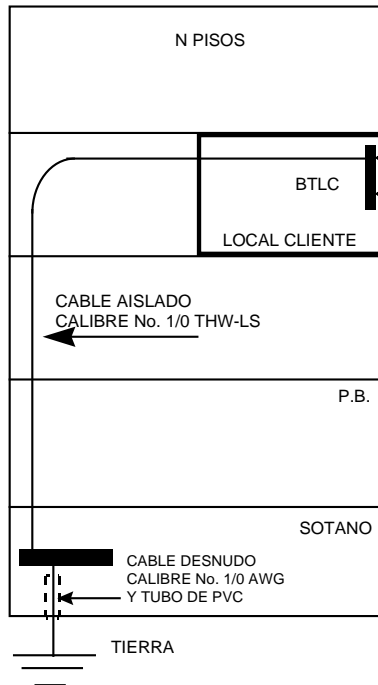 N PISOS
BTLC
LOCAL CLIENTE
CABLE AISLADO
CALIBRE No. 1/0 THW-LS
P.B.
SOTANO
CABLE DESNUDO
CALIBRE No. 1/0 AWG
Y TUBO DE PVC
TIERRA